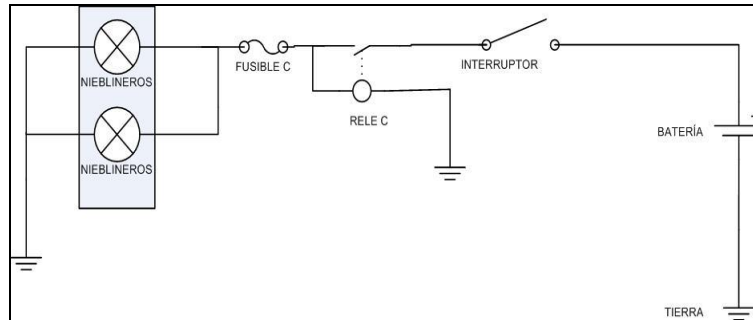 NIEBLINEROS
NIEBLINEROS
FUSIBLE C
RELE C
INTERRUPTOR
BATERÍA
+
TIERRA